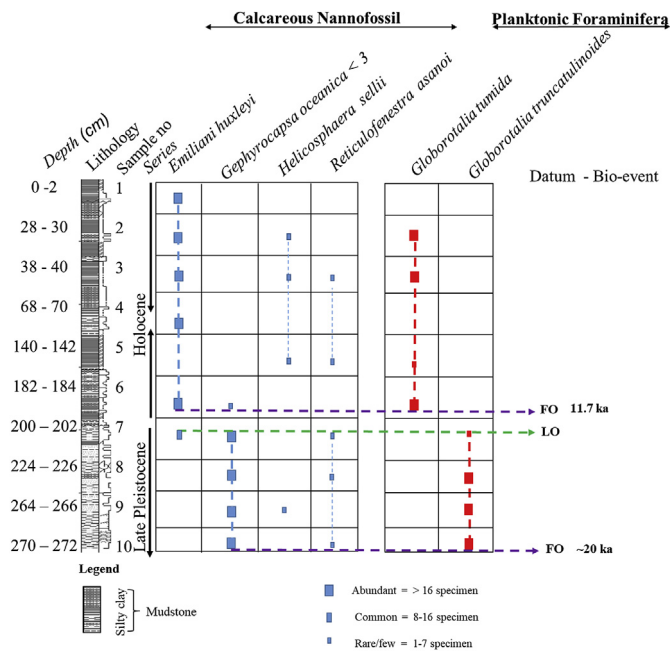 Calcareous Nannofossil
Planktonic Foraminifera
Depth (cm)
Lithology
Sample no
Series
Emiliani huxleyi
Gephyrocapsa oceanica < 3
Helicosphaera sellii
Reticulofenestra asanoi
Globorotalia tumida
Globorotalia truncatulinoides
Datum - Bio-event
0 -2 1
28 - 30 2
38 - 40 3
68 - 70 4
140 – 142 5
182 – 184 6
200 – 202 7
224 – 226 8
264 – 266 9
270 – 272 10
Holocene
Late Pleistocene
FO 11.7 ka
LO
FO ~20 ka
Legend
Silty clay
Mudstone
Abundant = > 16 specimen
Common = 8-16 specimen
Rare/few = 1-7 specimen